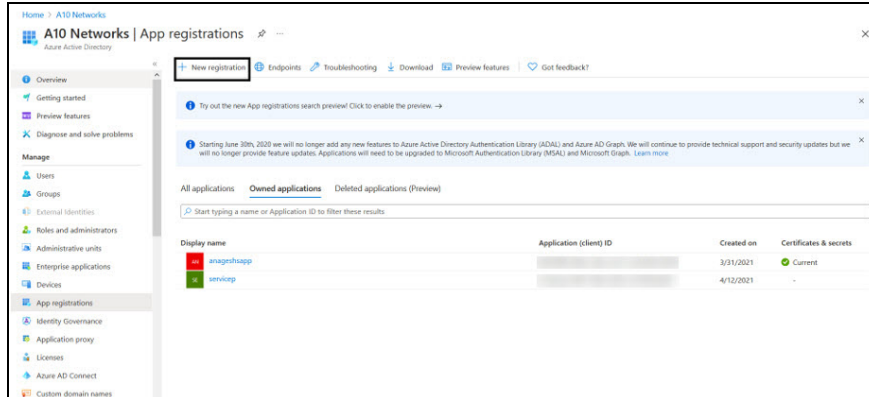 Home > A10 Networks
A10 Networks | App registrations
Azure Active Directory
New registration Endpoints Troubleshooting Download Preview features Got feedback?
Overview
Getting started
Preview features
Diagnose and solve problems
Manage
Users
Groups
External Identities
Roles and administrators
Administrative units
Enterprise applications
Devices
App registrations
Identity Governance
Application proxy
Licenses
Azure AD Connect
Custom domain names
Try out the new App registrations search preview! Click to enable the preview. →
Starting June 30th, 2020 we will no longer add any new features to Azure Active Directory Authentication Library (ADAL) and Azure AD Graph. We will continue to provide technical support and security updates but we
will no longer provide feature updates. Applications will need to be upgraded to Microsoft Authentication Library (MSAL) and Microsoft Graph. Learn more
All applications Owned applications Deleted applications (Preview)
Start typing a name or Application ID to filter these results
Display name Application (client) ID Created on Certificates & secrets
AN anageshsapp 3/31/2021 Current
SE servicep 4/12/2021 -